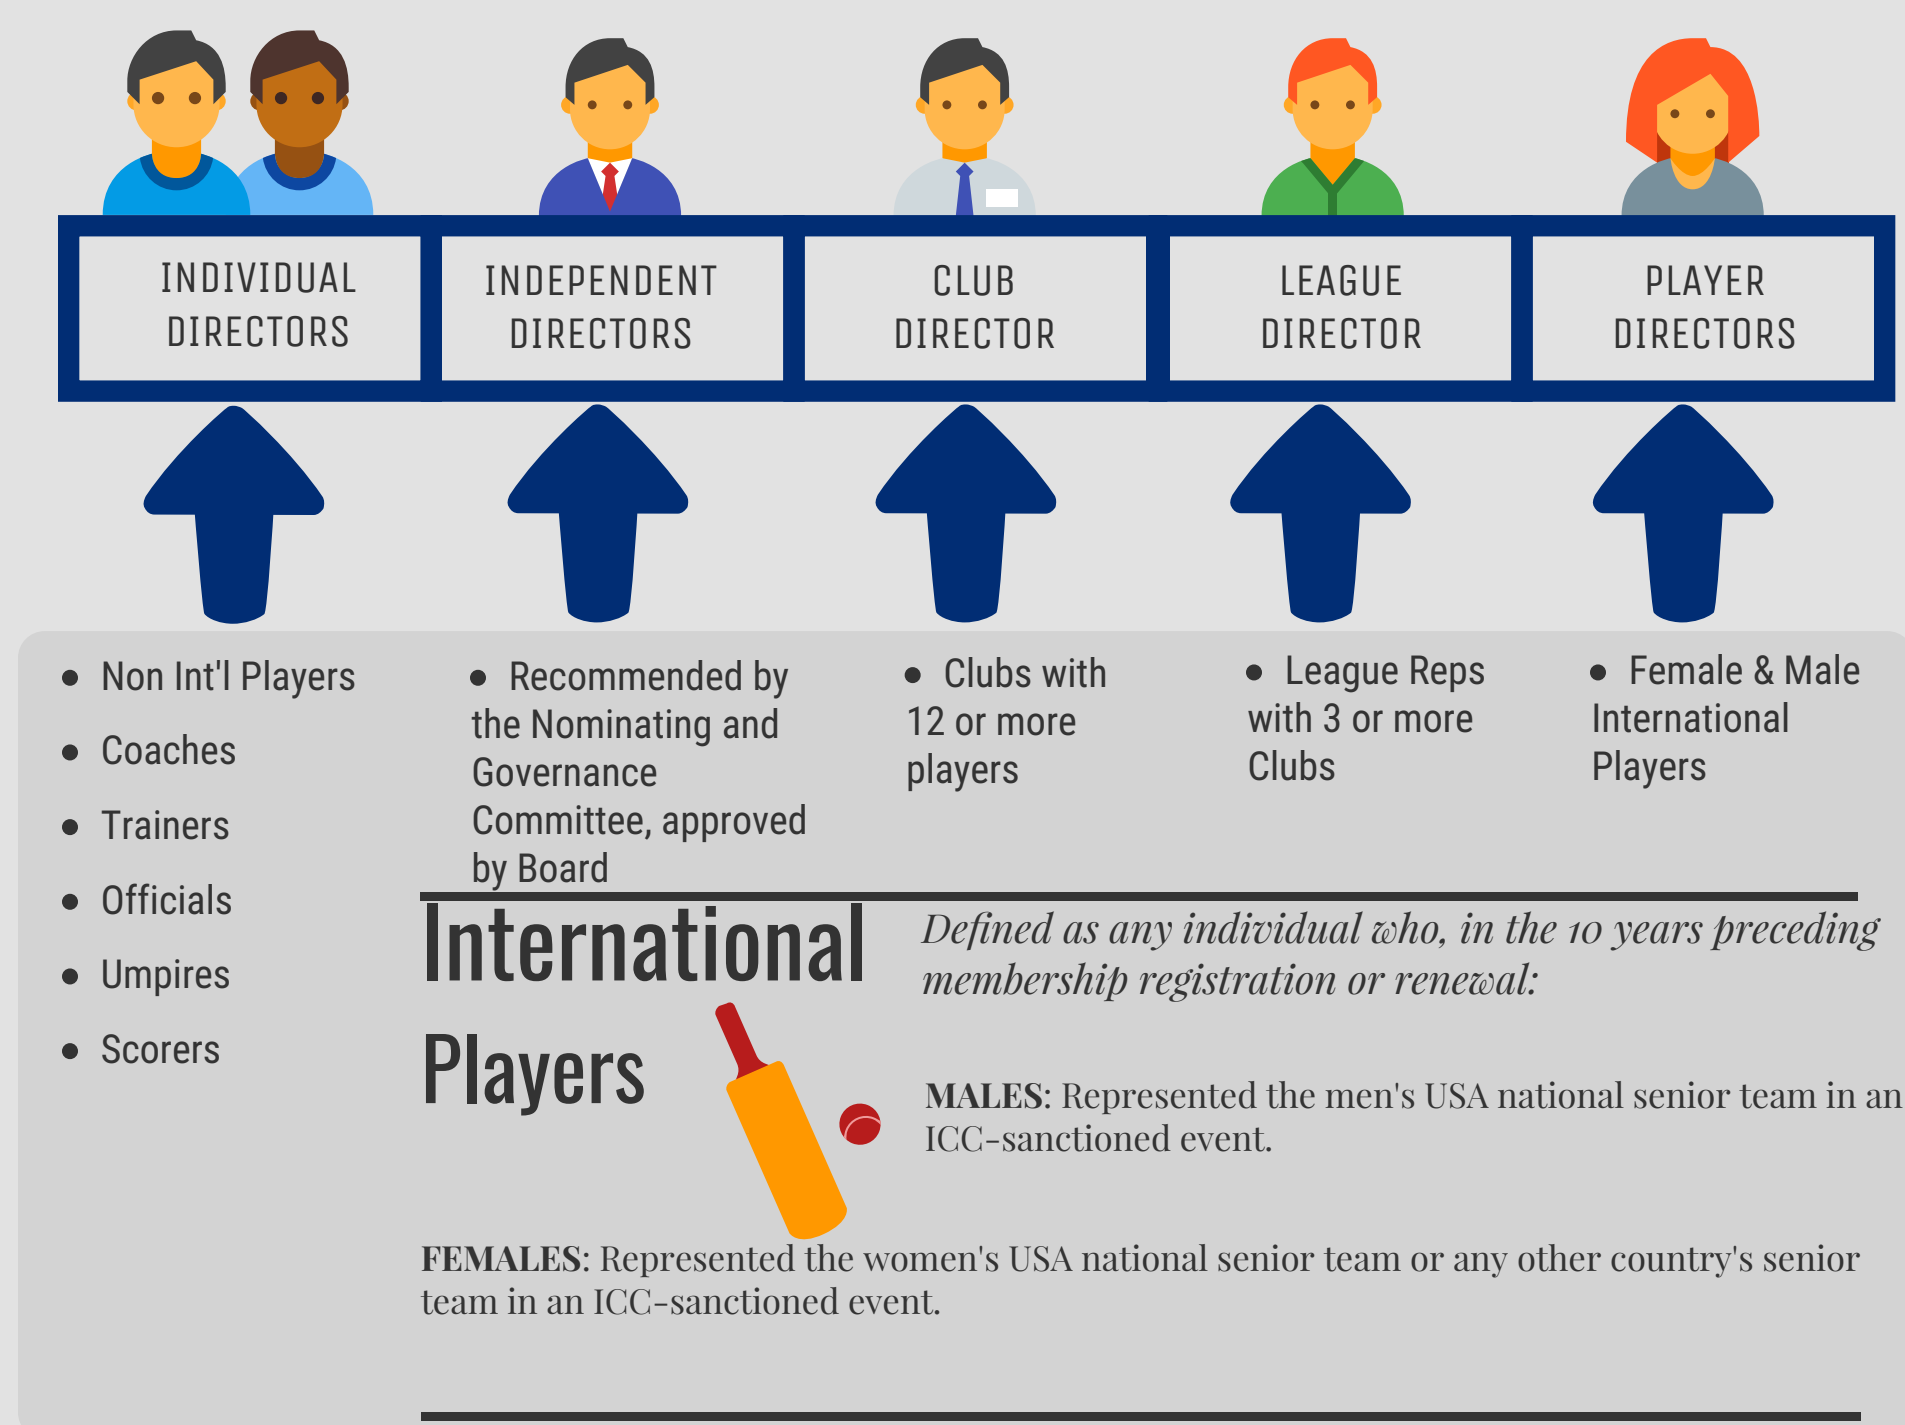 INDIVIDUAL
DIRECTORS
INDEPENDENT
DIRECTORS
CLUB
DIRECTOR
LEAGUE
DIRECTOR
PLAYER
DIRECTORS
• Non Int'l Players
• Coaches
• Trainers
• Officials
• Umpires
• Scorers
• Recommended by
the Nominating and
Governance
Committee, approved
by Board
• Clubs with
12 or more
players
• League Reps
with 3 or more
Clubs
• Female & Male
International
Players
International
Players
Defined as any individual who, in the 10 years preceding
membership registration or renewal:
MALES: Represented the men's USA national senior team in an
ICC-sanctioned event.
FEMALES: Represented the women's USA national senior team or any other country's senior
team in an ICC-sanctioned event.